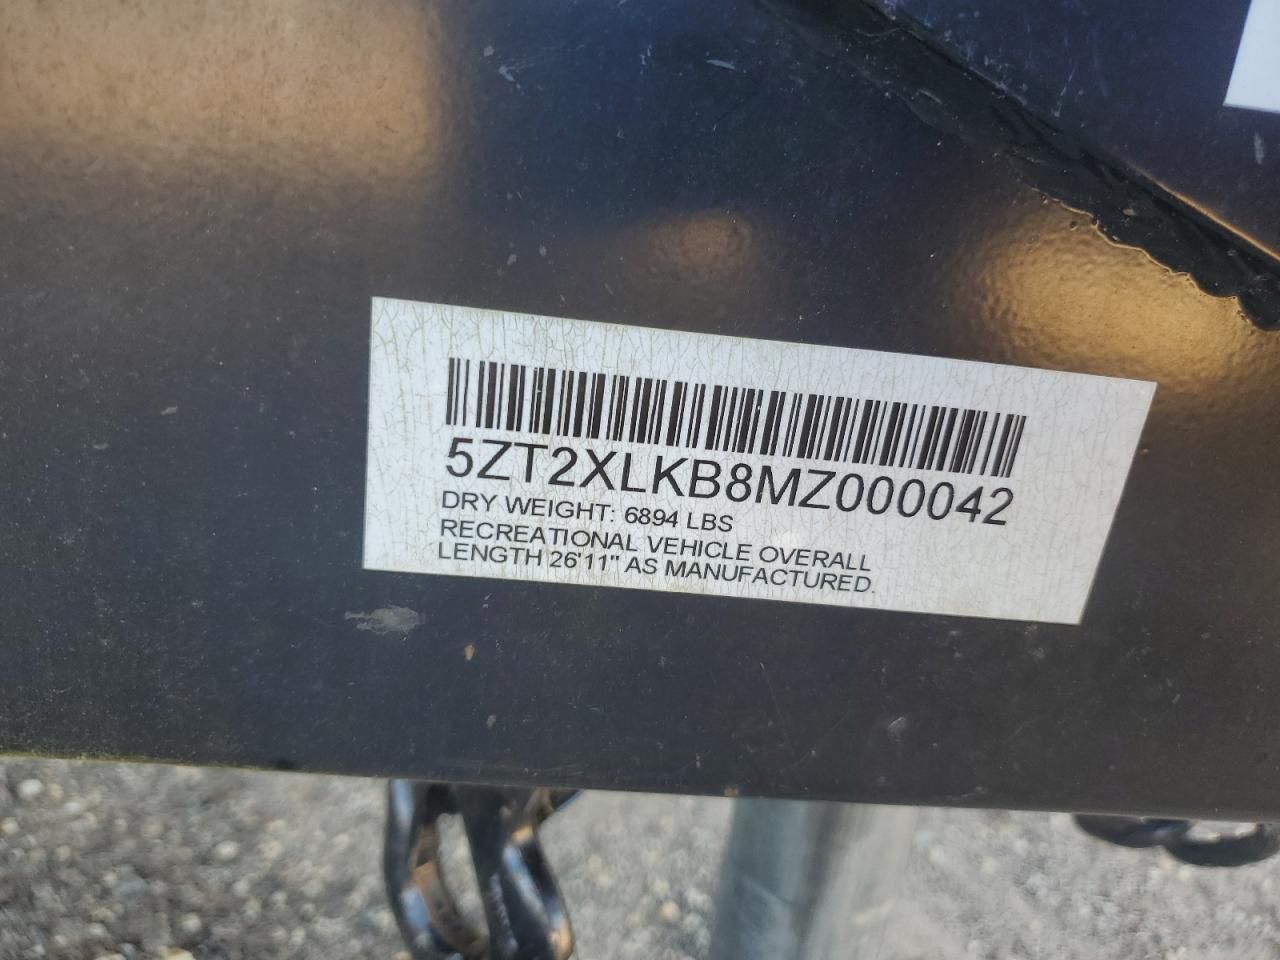 5ZT2XLKB8MZ000042
DRY WEIGHT: 6894 LBS
RECREATIONAL VEHICLE OVERALL
LENGTH 26'11" AS MANUFACTURED.